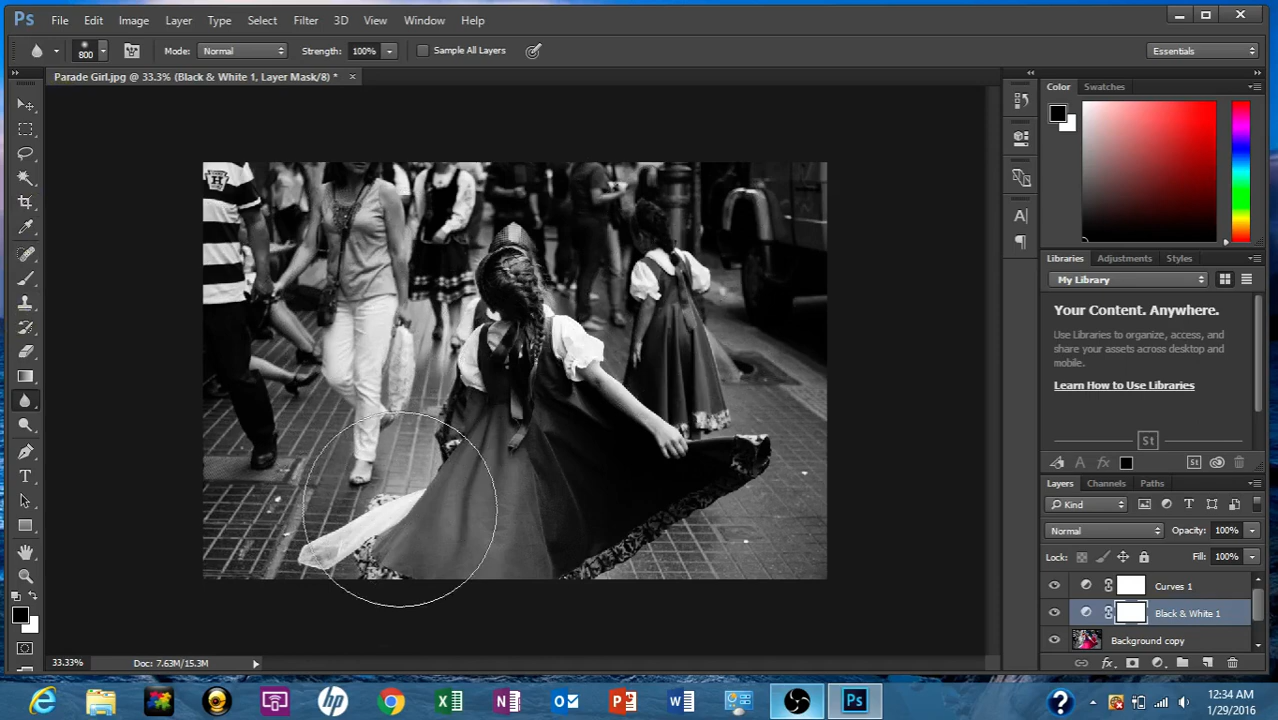 Ps File Edit Image Layer Type Select Filter 3D View Window Help
800 Mode: Normal Strength: 100% Sample All Layers Essentials
Parade Girl.jpg @ 33.3% (Black & White 1, Layer Mask/8) * ×
Color Swatches
H
Libraries Adjustments Styles
My Library
Your Content. Anywhere.
Use Libraries to organize, access, and
share your assets across desktop and
mobile.
Learn How to Use Libraries
St
A fx St
Layers Channels Paths
Kind
Normal Opacity: 100%
Lock: Fill: 100%
Curves 1
Black & White 1
Background copy
33.33% Doc: 7.63M/15.3M
12:34 AM
1/29/2016